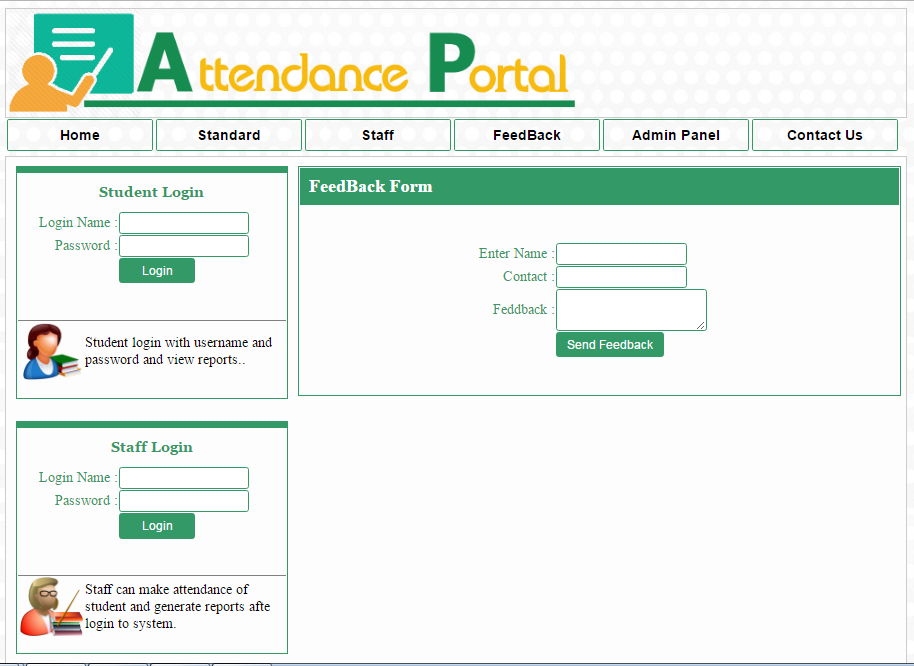 Attendance Portal
Home
Standard
Staff
FeedBack
Admin Panel
Contact Us
Student Login
Login Name :
Password :
Login
Student login with username and
password and view reports..
FeedBack Form
Enter Name :
Contact :
Feddback :
Send Feedback
Staff Login
Login Name :
Password :
Login
Staff can make attendance of
student and generate reports afte
login to system.